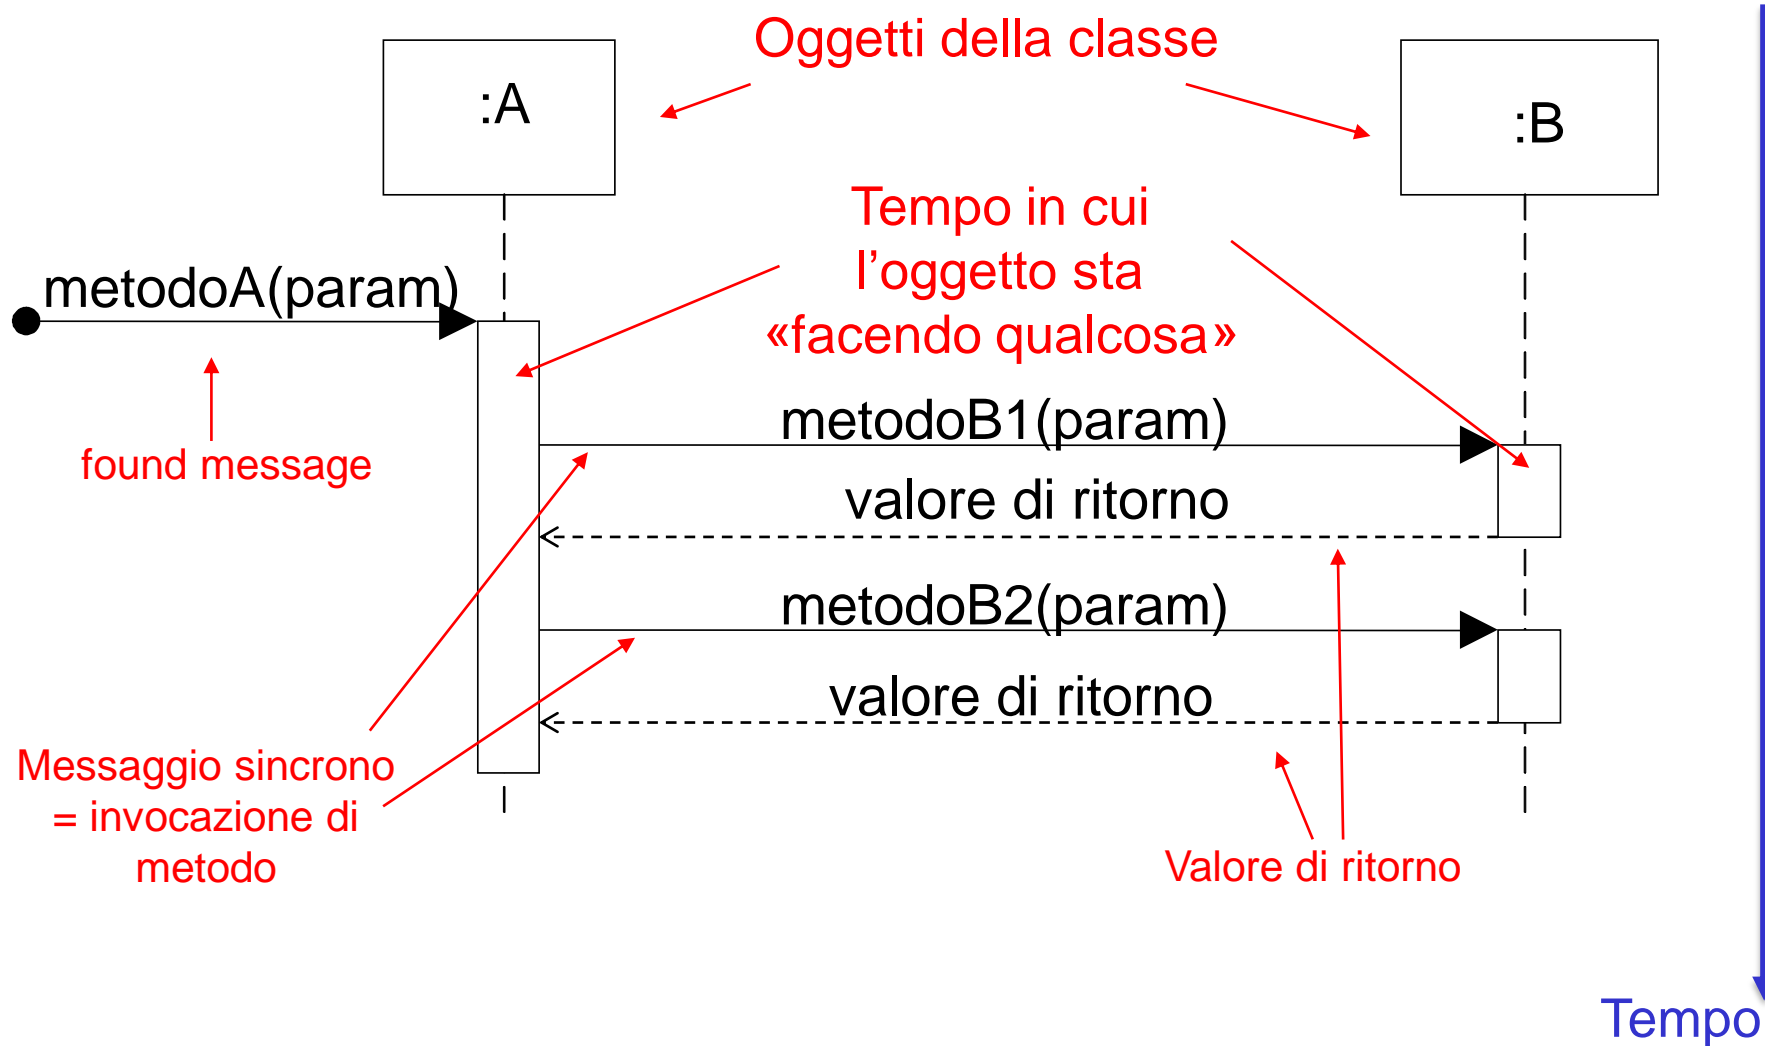 Oggetti della classe
:A
:B
Tempo in cui
l’oggetto sta
«facendo qualcosa»
metodoA(param)
found message
metodoB1(param)
valore di ritorno
metodoB2(param)
valore di ritorno
Messaggio sincrono
= invocazione di
metodo
Valore di ritorno
Tempo